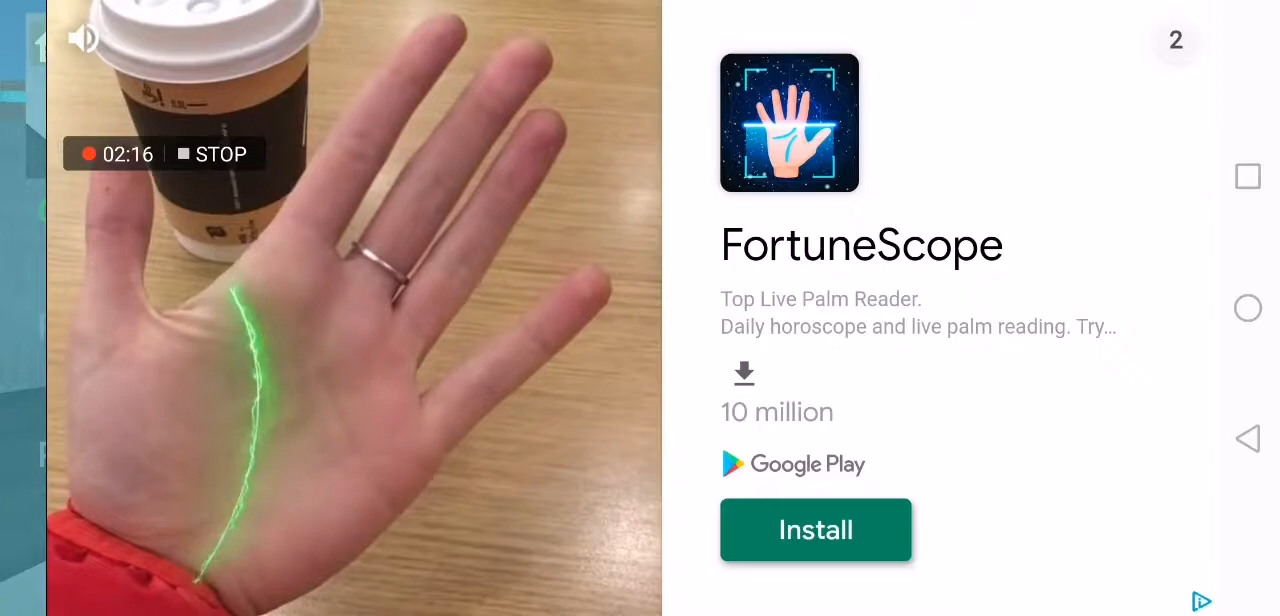 2
02:16
STOP
FortuneScope
Top Live Palm Reader.
Daily horoscope and live palm reading. Try...
10 million
Google Play
Install